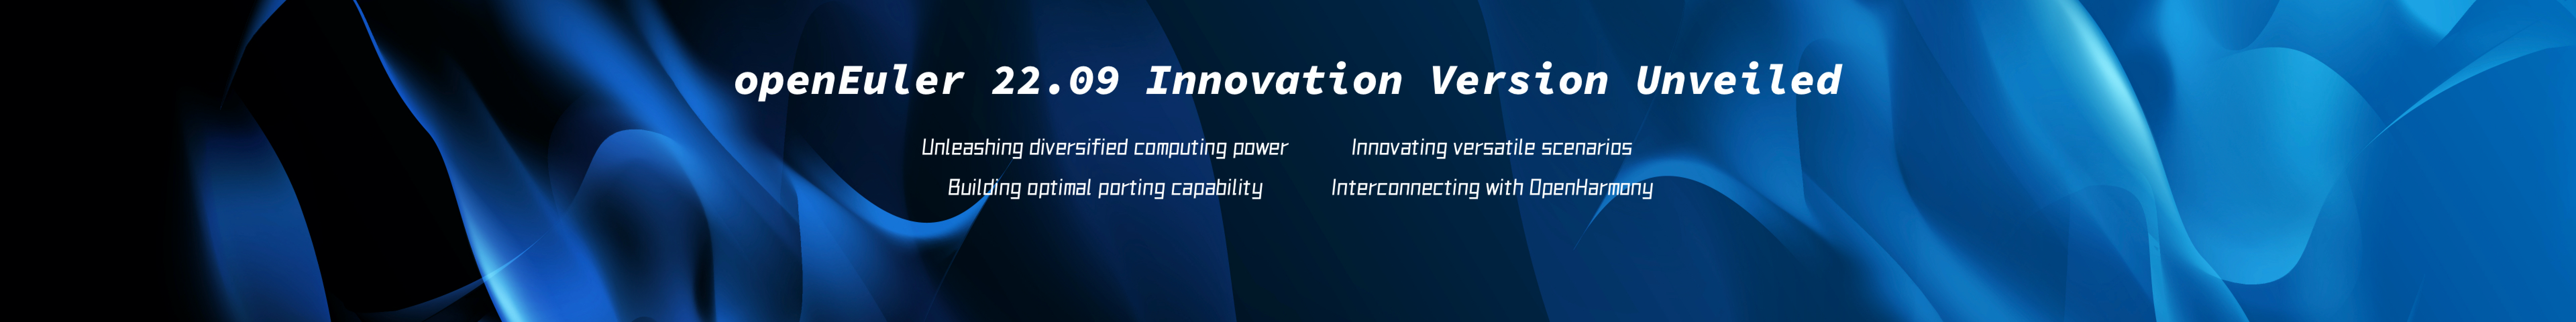 openEuler 22.09 Innovation Version Unveiled
Unleashing diversified computing power Innovating versatile scenarios
Building optimal porting capability Interconnecting with OpenHarmony